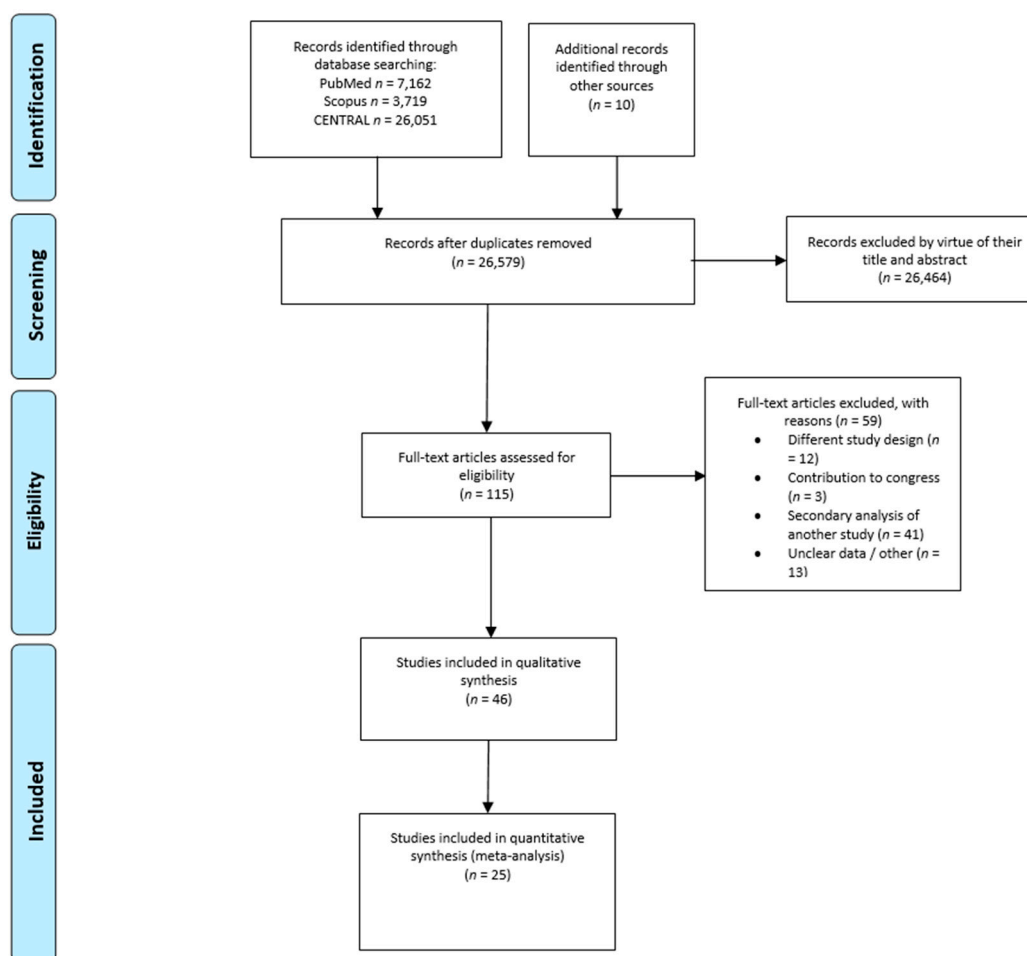 Identification
Records identified through
database searching:
PubMed n = 7,162
Scopus n = 3,719
CENTRAL n = 26,051
Additional records
identified through
other sources
(n = 10)
Screening
Records after duplicates removed
(n = 26,579)
Records excluded by virtue of their
title and abstract
(n = 26,464)
Eligibility
Full-text articles assessed for
eligibility
(n = 115)
Full-text articles excluded, with
reasons (n = 59)
• Different study design (n
= 12)
• Contribution to congress
(n = 3)
• Secondary analysis of
another study (n = 41)
• Unclear data / other (n =
13)
Included
Studies included in qualitative
synthesis
(n = 46)
Studies included in quantitative
synthesis (meta-analysis)
(n = 25)